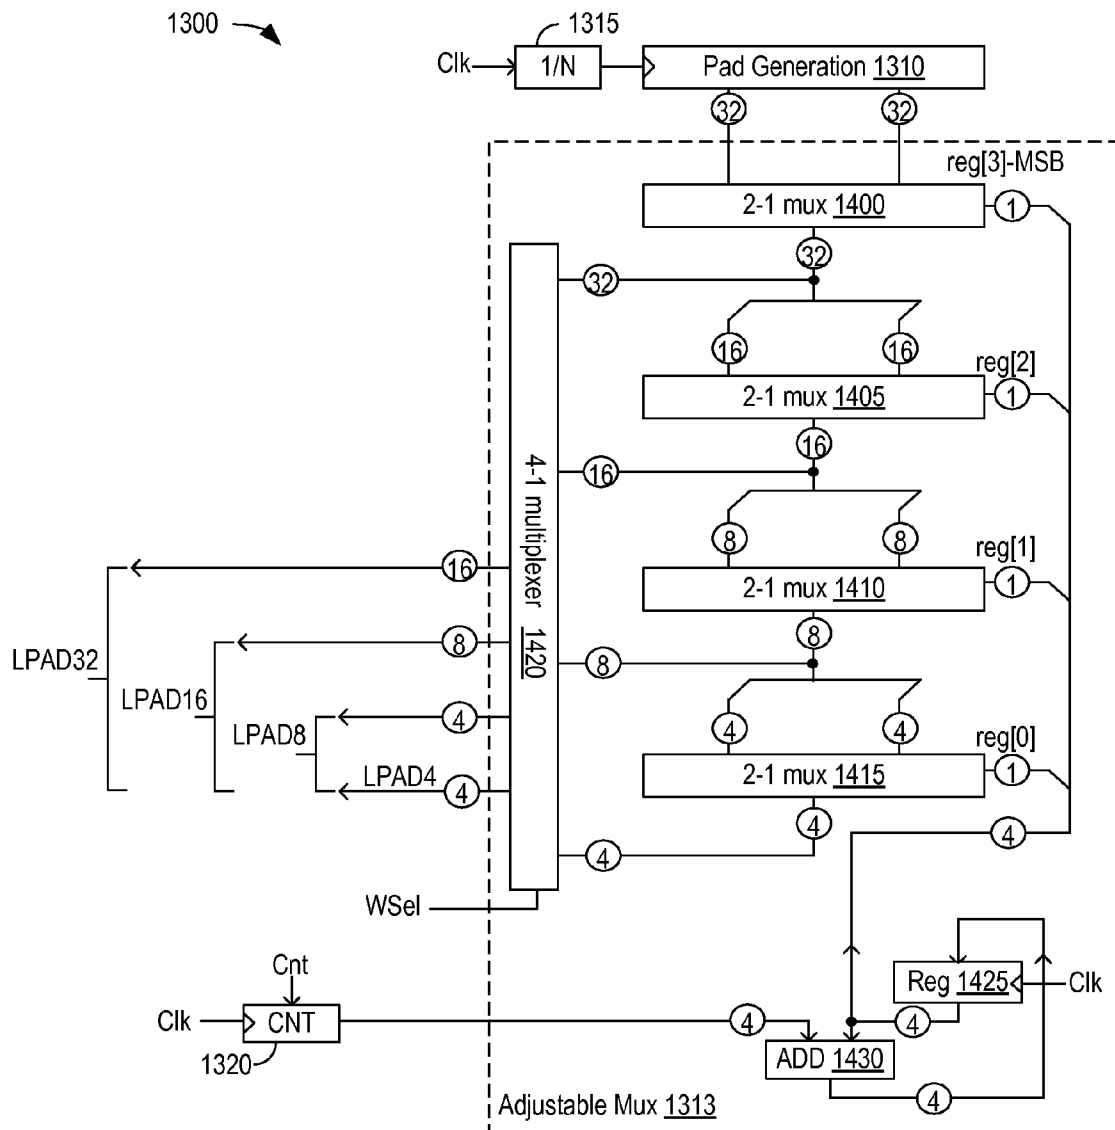 1300
1315
Clk
1/N
Pad Generation 1310
32
32
reg[3]-MSB
2-1 mux 1400
1
32
32
16
16
reg[2]
2-1 mux 1405
1
16
16
4-1 multiplexer 1420
8
8
reg[1]
2-1 mux 1410
1
16
8
8
8
LPAD32
LPAD16
LPAD8
4
4
4
reg[0]
LPAD4
4
2-1 mux 1415
1
4
4
4
WSel
Cnt
Reg 1425
Clk
Clk
CNT
4
4
1320
ADD 1430
4
Adjustable Mux 1313